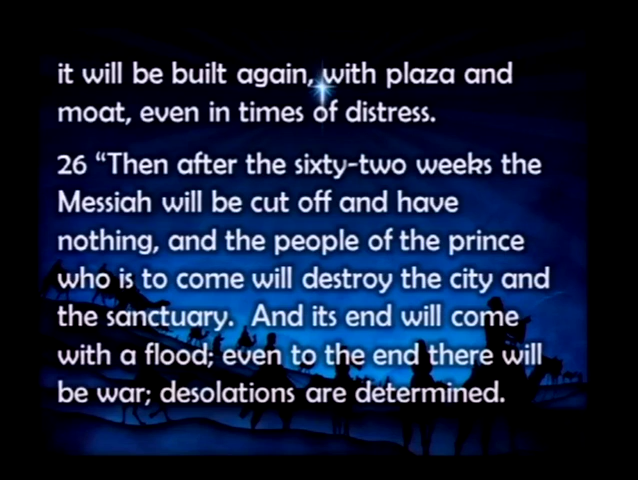 it will be built again, with plaza and
moat, even in times of distress.
26 “Then after the sixty-two weeks the
Messiah will be cut off and have
nothing, and the people of the prince
who is to come will destroy the city and
the sanctuary.  And its end will come
with a flood; even to the end there will
be war; desolations are determined.